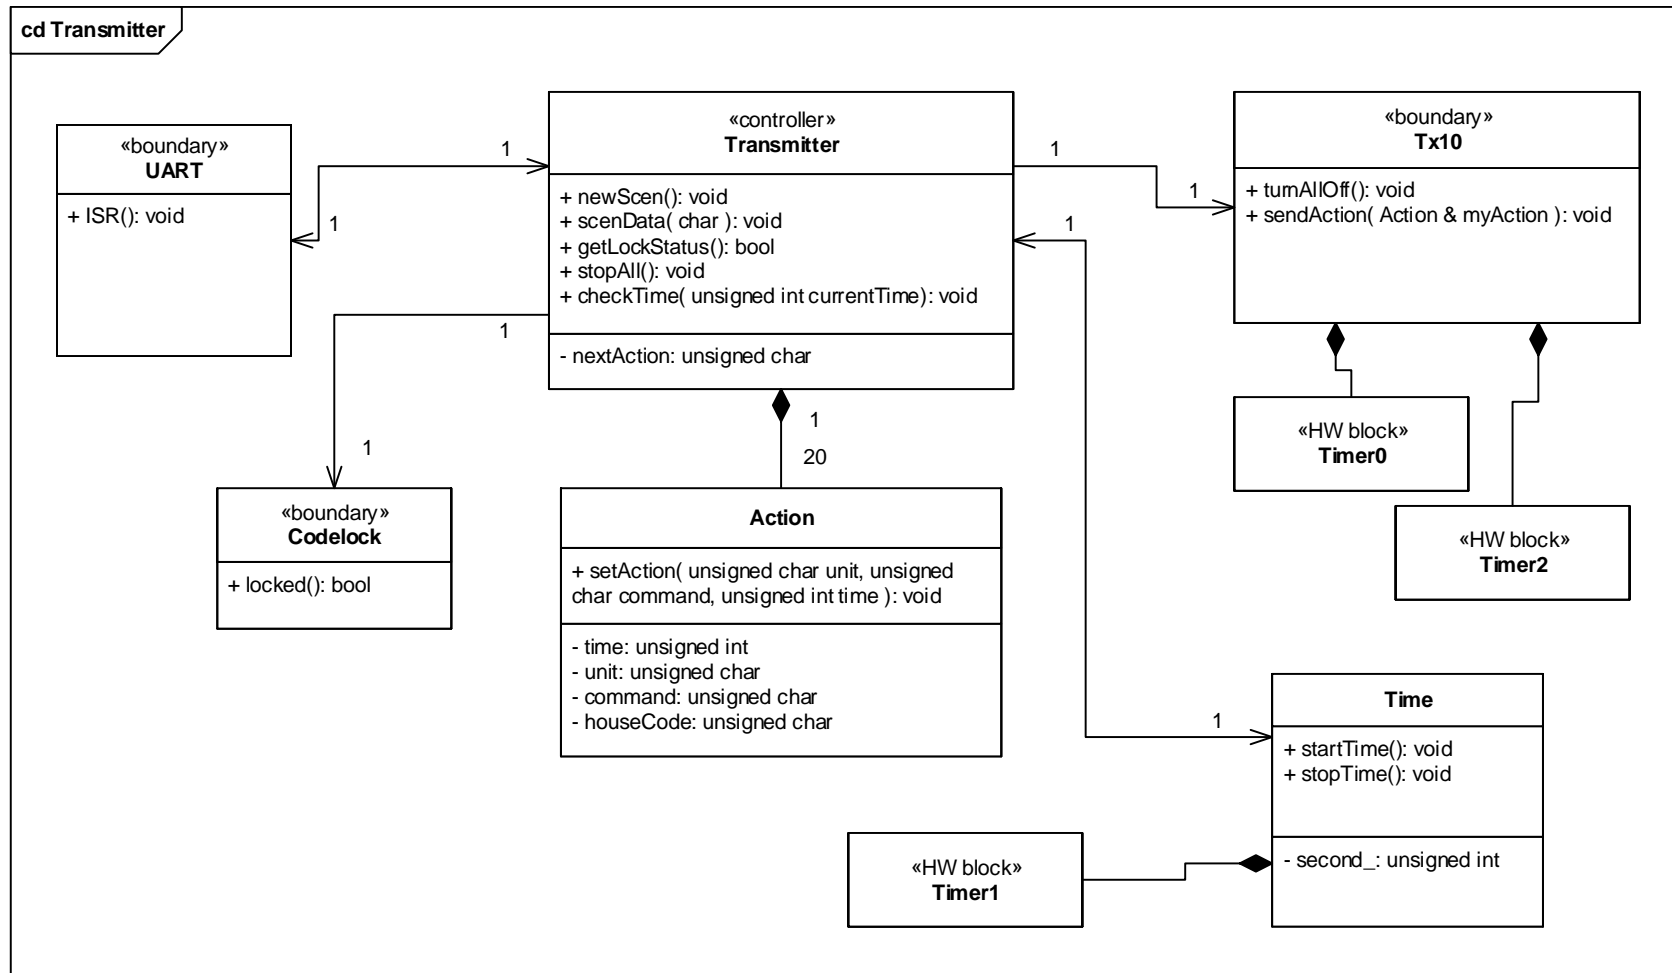 cd Transmitter
«boundary»
UART
+ ISR(): void
1
1
«controller»
Transmitter
+ newScen(): void
+ scenData( char ): void
+ getLockStatus(): bool
+ stopAll(): void
+ checkTime( unsigned int currentTime): void
- nextAction: unsigned char
1
1
«boundary»
Tx10
+ turnAllOff(): void
+ sendAction( Action & myAction ): void
1
1
1
«HW block»
Timer0
«HW block»
Timer2
1
20
«boundary»
Codelock
+ locked(): bool
Action
+ setAction( unsigned char unit, unsigned
char command, unsigned int time ): void
- time: unsigned int
- unit: unsigned char
- command: unsigned char
- houseCode: unsigned char
1
1
Time
+ startTime(): void
+ stopTime(): void
- second_: unsigned int
«HW block»
Timer1